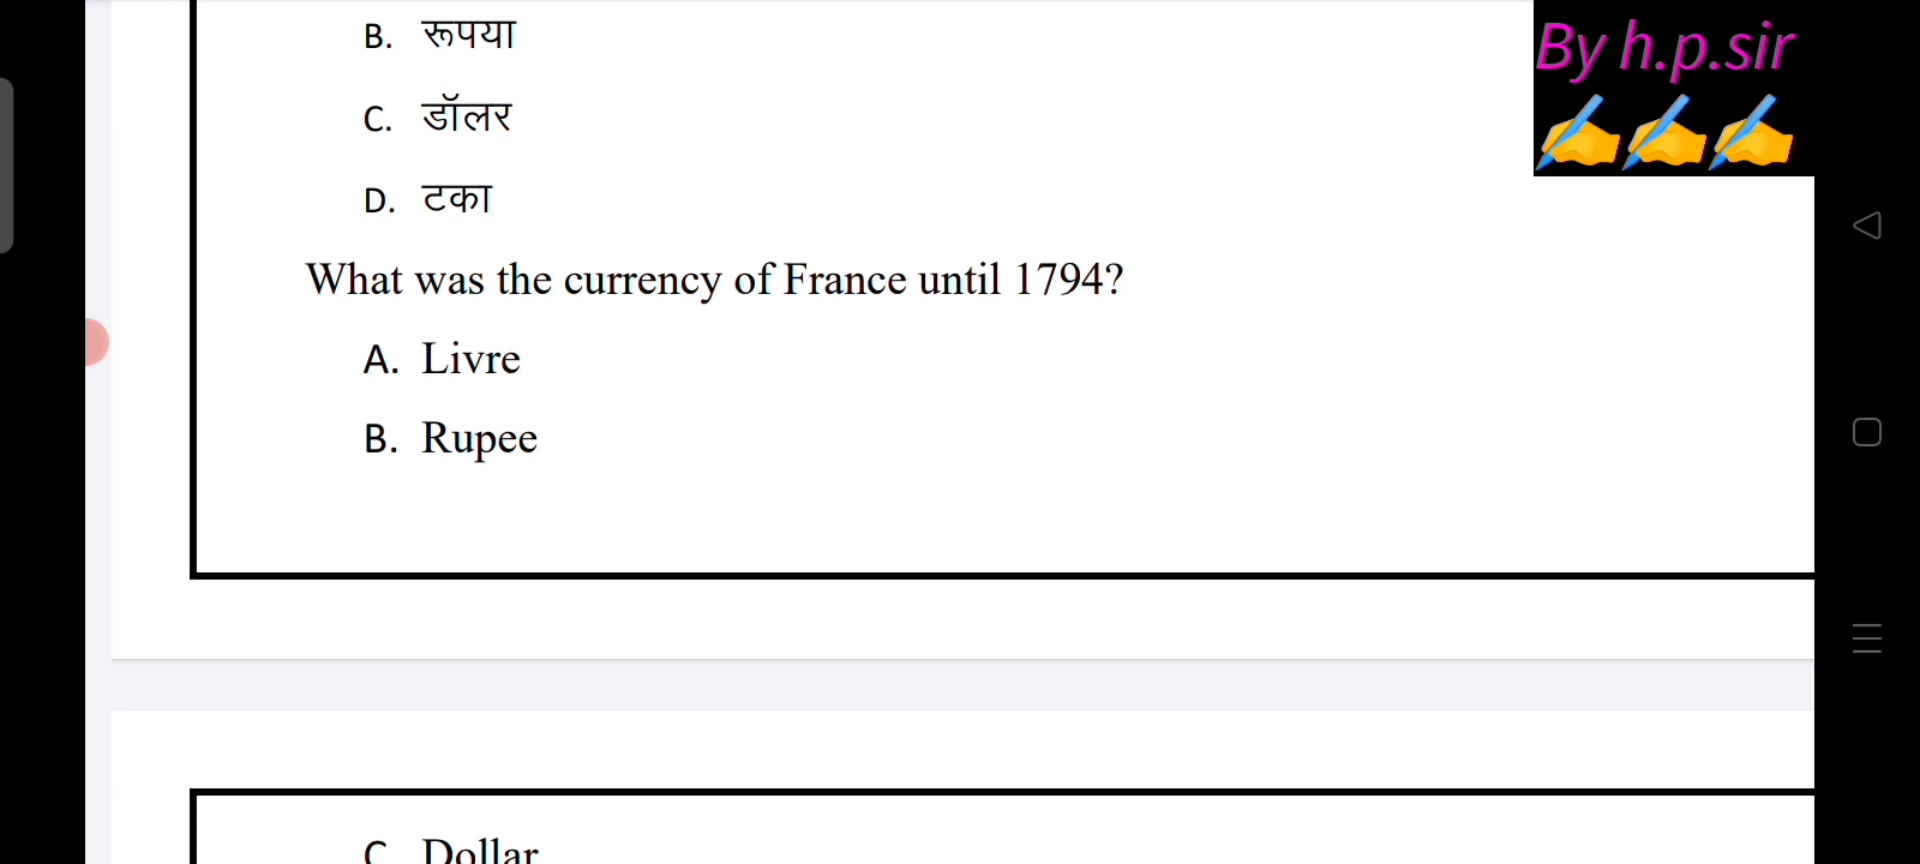 B. रूपया
By h.p.sir
C. डॉलर
D. टका
What was the currency of France until 1794?
A. Livre
B. Rupee
C Dollar